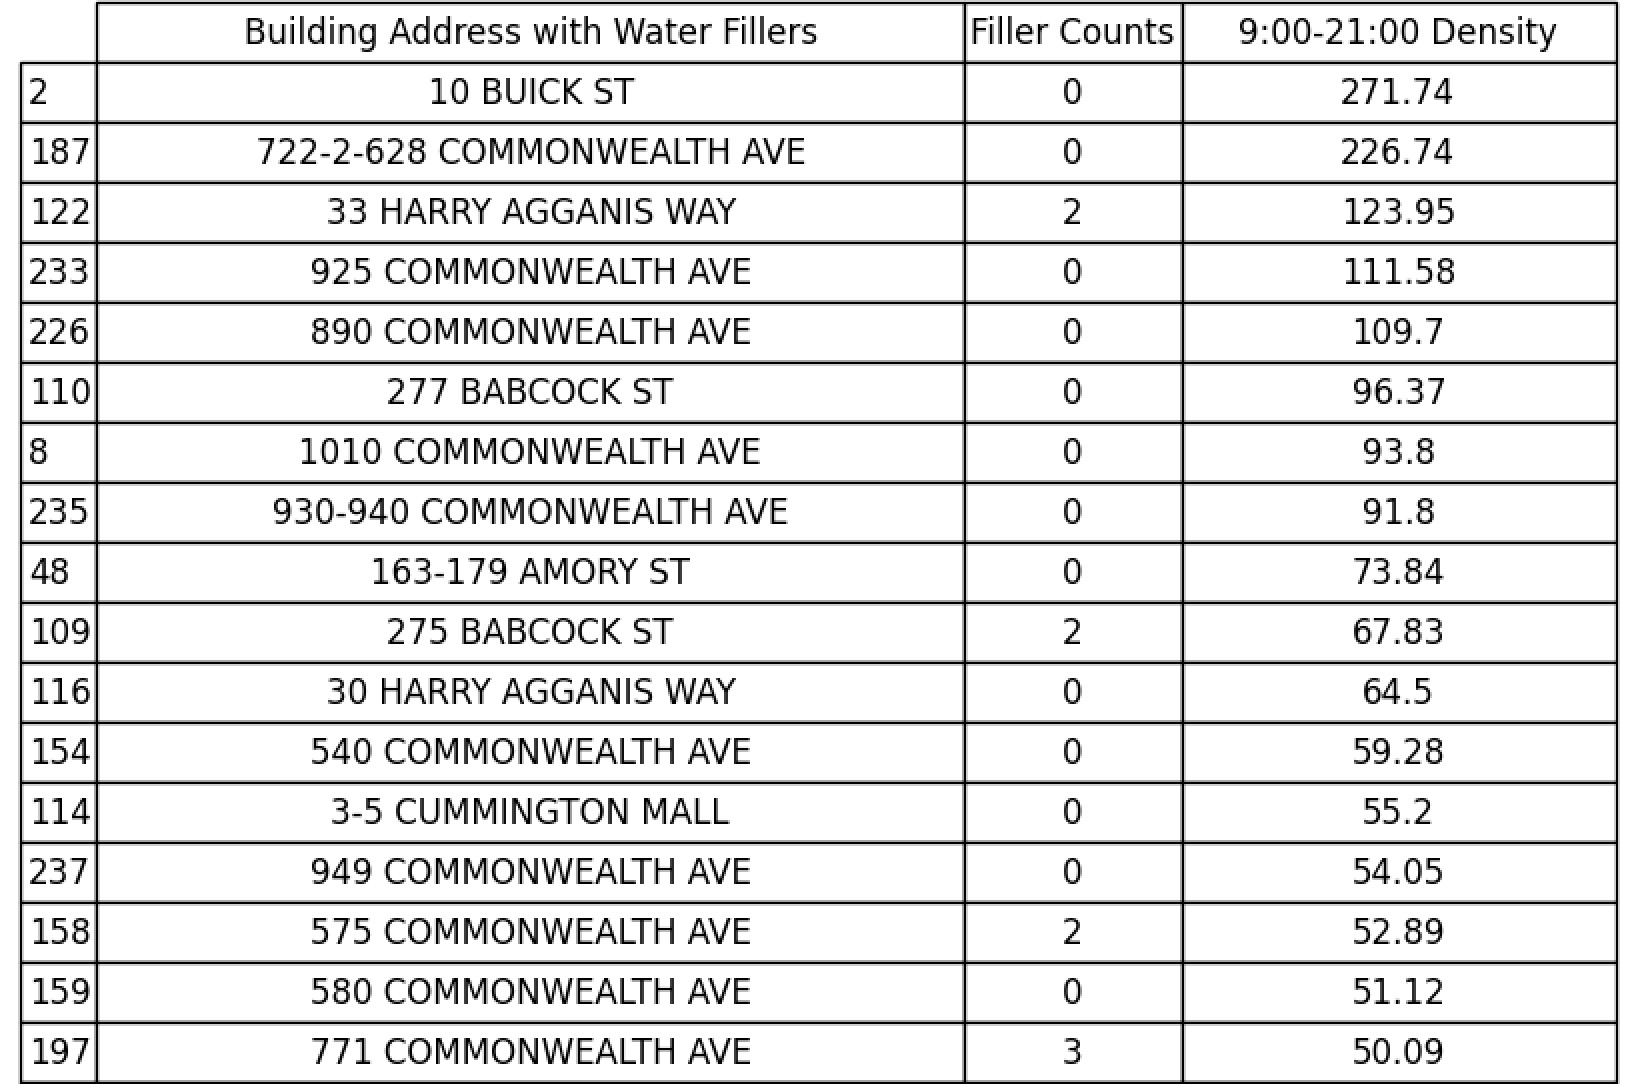 Building Address with Water Fillers Filler Counts 9:00-21:00 Density
2 10 BUICK ST 0 271.74
187 722-2-628 COMMONWEALTH AVE 0 226.74
122 33 HARRY AGGANIS WAY 2 123.95
233 925 COMMONWEALTH AVE 0 111.58
226 890 COMMONWEALTH AVE 0 109.7
110 277 BABCOCK ST 0 96.37
8 1010 COMMONWEALTH AVE 0 93.8
235 930-940 COMMONWEALTH AVE 0 91.8
48 163-179 AMORY ST 0 73.84
109 275 BABCOCK ST 2 67.83
116 30 HARRY AGGANIS WAY 0 64.5
154 540 COMMONWEALTH AVE 0 59.28
114 3-5 CUMMINGTON MALL 0 55.2
237 949 COMMONWEALTH AVE 0 54.05
158 575 COMMONWEALTH AVE 2 52.89
159 580 COMMONWEALTH AVE 0 51.12
197 771 COMMONWEALTH AVE 3 50.09